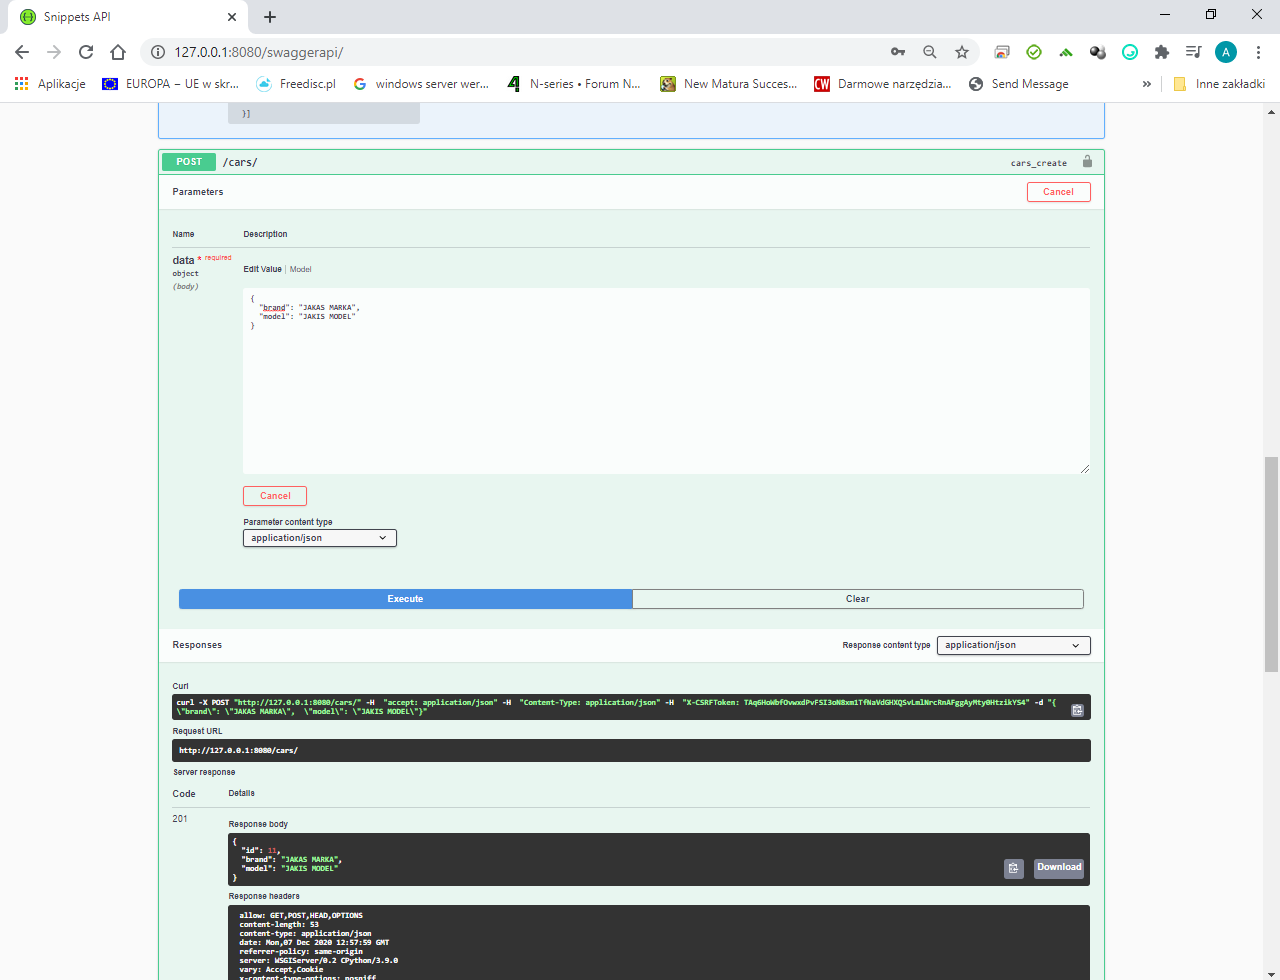 Snippets API
127.0.0.1:8080/swaggerapi/
A
Aplikacje
EUROPA – UE w skr...
Freedisc.pl
windows server wer...
N-series • Forum N...
New Matura Succes...
CW
Darmowe narzędzia...
Send Message
»
Inne zakładki
}]
POST /cars/ cars_create
Parameters Cancel
Name Description
data * required
object
(body)
Edit Value | Model
{
"brand": "JAKAS MARKA",
"model": "JAKIS MODEL"
}
Cancel
Parameter content type
application/json
Execute Clear
Responses Response content type application/json
Curl
curl -X POST "http://127.0.0.1:8080/cars/" -H "accept: application/json" -H "Content-Type: application/json" -H "X-CSRFToken: -d "{
\"brand\": \"JAKAS MARKA\", \"model\": \"JAKIS MODEL\"}"
Request URL
http://127.0.0.1:8080/cars/
Server response
Code Details
201
Response body
{
"id": 11,
"brand": "JAKAS MARKA",
"model": "JAKIS MODEL"
}
Download
Response headers
allow: GET,POST,HEAD,OPTIONS
content-length: 53
content-type: application/json
date: Mon,07 Dec 2020 12:57:59 GMT
referrer-policy: same-origin
server: WSGIServer/0.2 CPython/3.9.0
vary: Accept,Cookie
x-content-type-options: nosniff